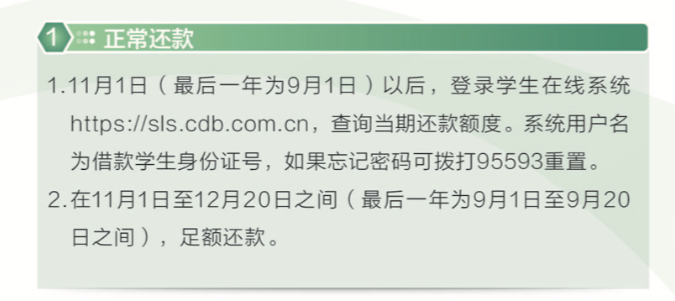 1 正常还款
1.11月1日（最后一年为9月1日）以后，登录学生在线系统
https://sls.cdb.com.cn，查询当期还款额度。系统用户名
为借款学生身份证号，如果忘记密码可拨打95593重置。
2.在11月1日至12月20日之间（最后一年为9月1日至9月20
日之间），足额还款。